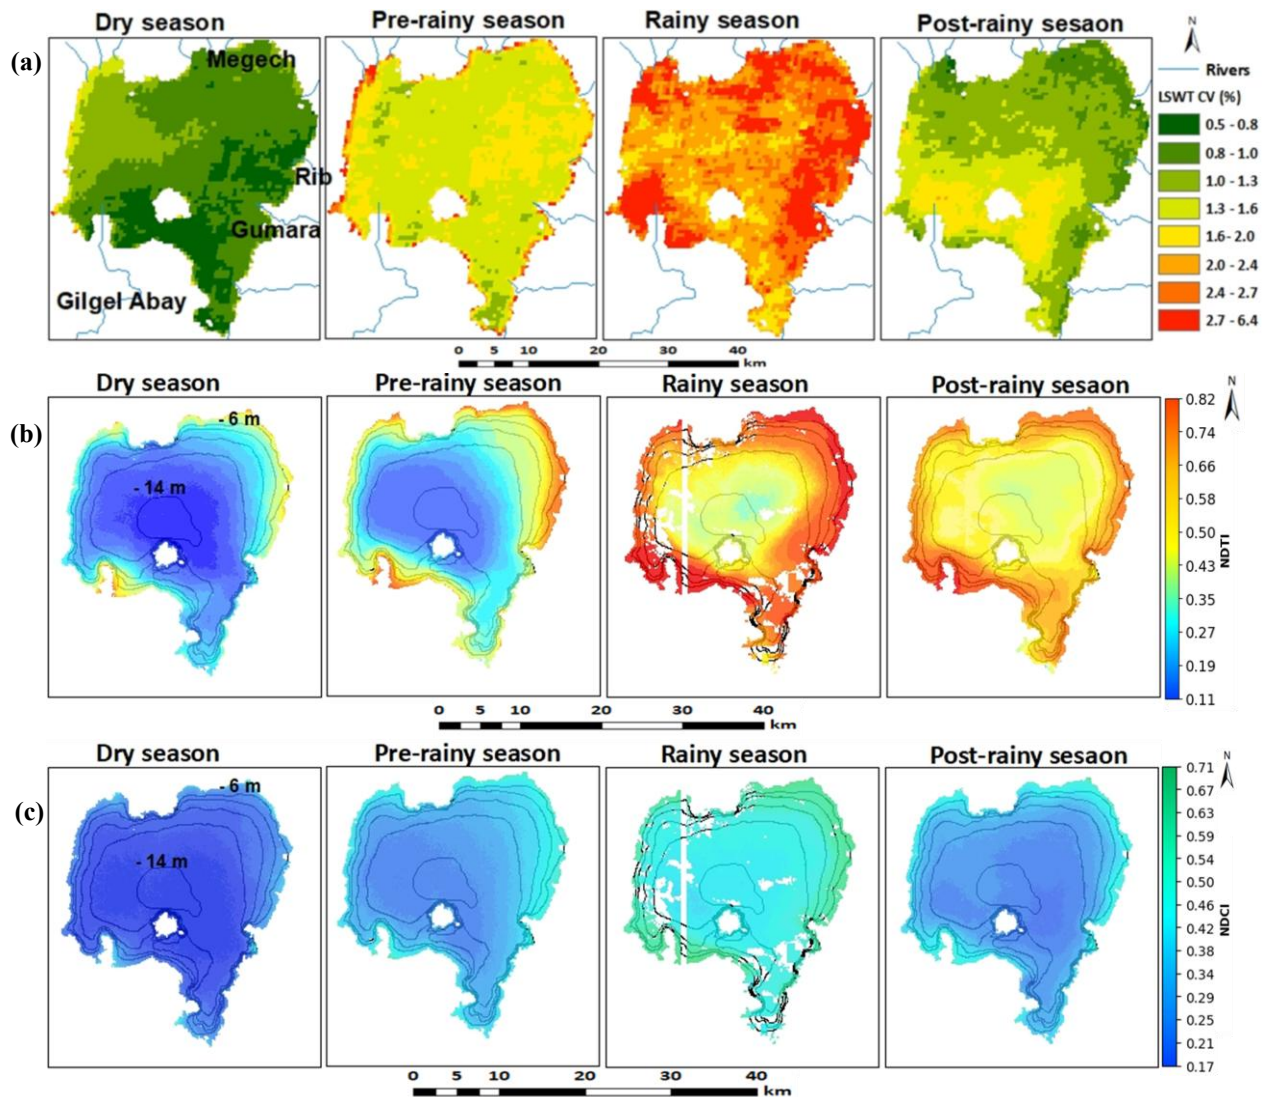 Dry season Pre-rainy season Rainy season Post-rainy sesaon
(a)
Megech
Rib
Gumara
Gilgel Abay
N
Rivers
LSWT CV (%)
0.5 - 0.8
0.8 - 1.0
1.0 - 1.3
1.3 - 1.6
1.6 - 2.0
2.0 - 2.4
2.4 - 2.7
2.7 - 6.4
0 5 10 20 30 40
km
Dry season Pre-rainy season Rainy season Post-rainy sesaon
(b)
- 6 m
- 14 m
N
0.82
0.74
0.66
0.58
0.50
0.43
0.35
0.27
0.19
0.11
NDTI
0 5 10 20 30 40
km
Dry season Pre-rainy season Rainy season Post-rainy sesaon
(c)
- 6 m
- 14 m
N
0.71
0.67
0.63
0.59
0.54
0.50
0.46
0.42
0.38
0.34
0.29
0.25
0.21
0.17
NDCI
0 5 10 20 30 40
km